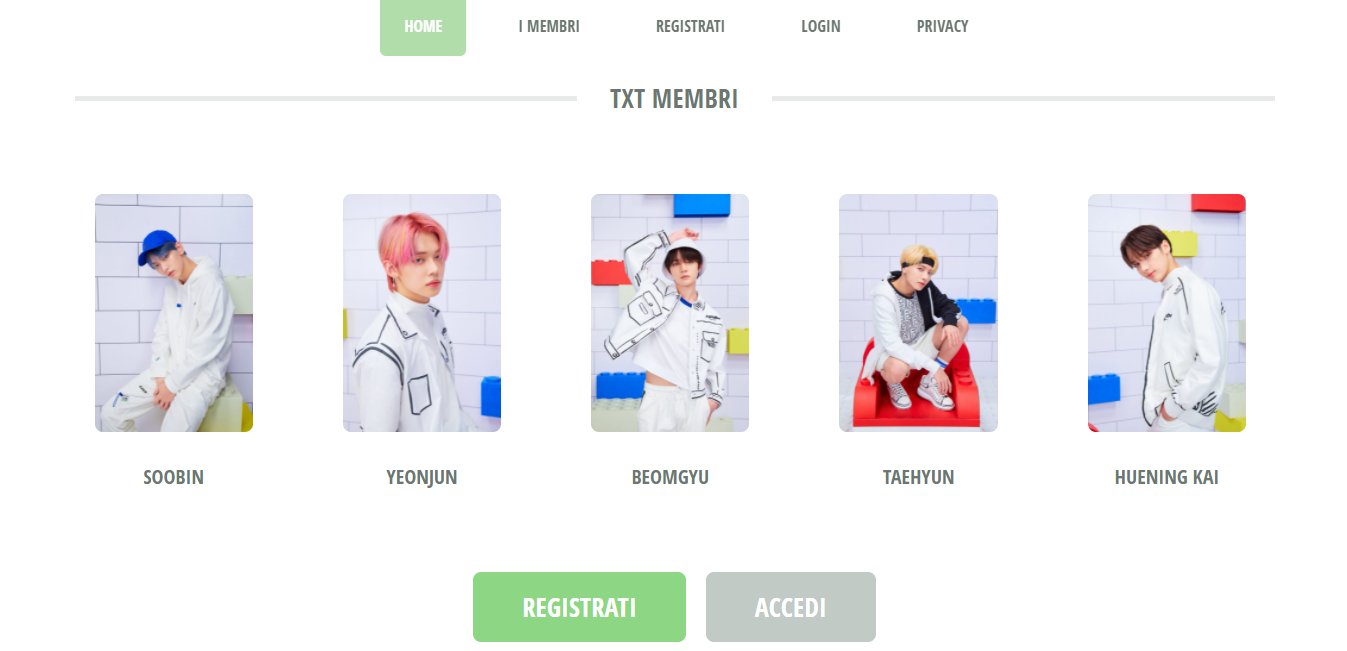 HOME I MEMBRI REGISTRATI LOGIN PRIVACY
TXT MEMBRI
SOOBIN YEONJUN BEOMGYU TAEHYUN HUENING KAI
REGISTRATI ACCEDI